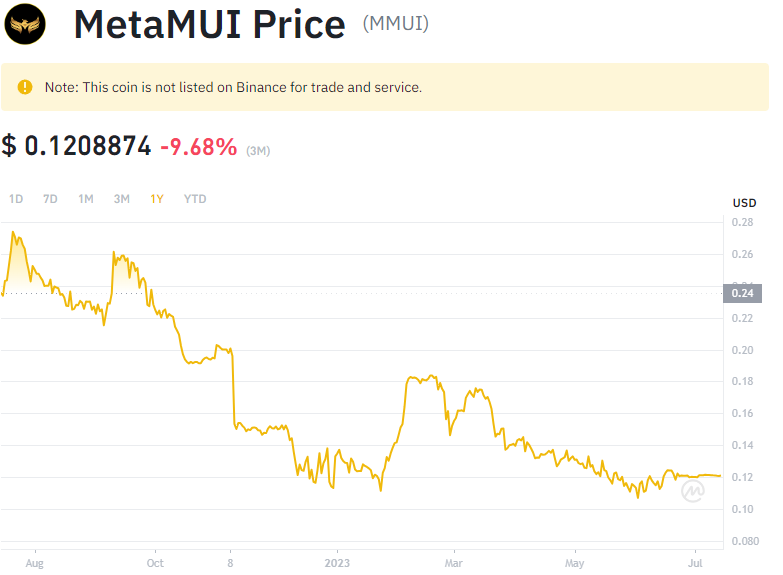 MetaMUI Price (MMUI)
Note: This coin is not listed on Binance for trade and service.
$ 0.1208874 -9.68% (3M)
1D 7D 1M 3M 1Y YTD
USD
0.28
0.26
0.24
0.22
0.20
0.18
0.16
0.14
0.12
0.10
0.080
Aug Oct 8 2023 Mar May Jul